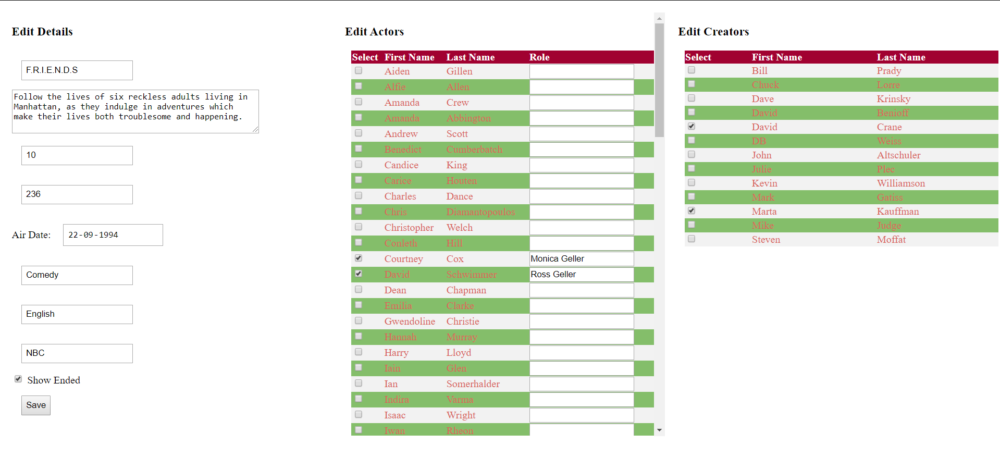 Edit Details
F.R.I.E.N.D.S
Follow the lives of six reckless adults living in
Manhattan, as they indulge in adventures which
make their lives both troublesome and happening.
10
236
Air Date: 22-09-1994
Comedy
English
NBC
Show Ended
Save
Edit Actors
Select First Name Last Name Role
Aiden Gillen
Alfie Allen
Amanda Crew
Amanda Abbington
Andrew Scott
Benedict Cumberbatch
Candice King
Carice Houten
Charles Dance
Chris Diamantopoulos
Christopher Welch
Conleth Hill
Courtney Cox Monica Geller
David Schwimmer Ross Geller
Dean Chapman
Emilia Clarke
Gwendoline Christie
Hannah Murray
Harry Lloyd
Iain Glen
Ian Somerhalder
Indira Varma
Isaac Wright
Iwan Rheon
Edit Creators
Select First Name Last Name
Bill Prady
Chuck Lorre
Dave Krinsky
David Benioff
David Crane
DB Weiss
John Altschuler
Julie Plec
Kevin Williamson
Mark Gatiss
Marta Kauffman
Mike Judge
Steven Moffat